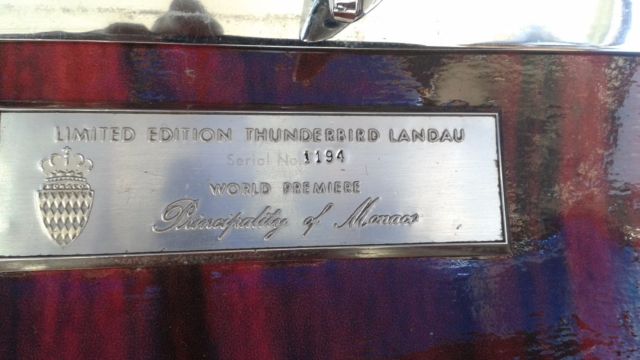 LIMITED EDITION THUNDERBIRD LANDAU
Serial No. 1194
WORLD PREMIERE
Principality of Monaco